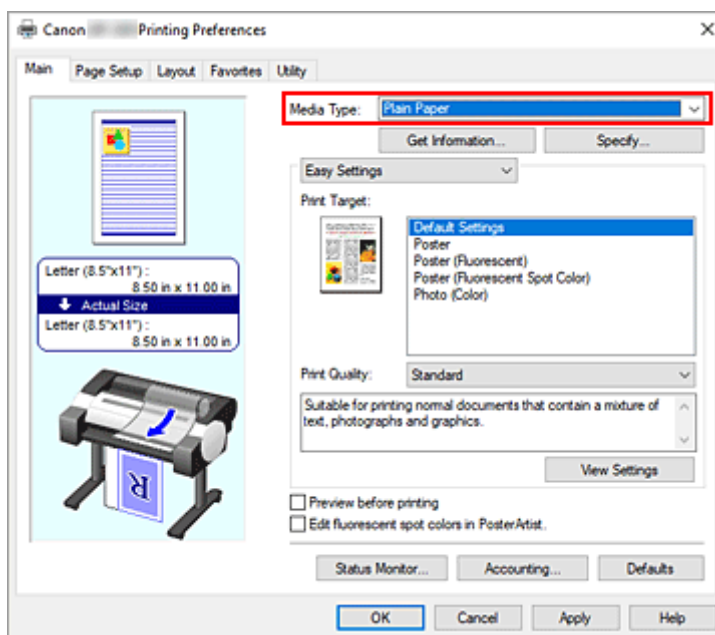 Canon Printing Preferences
Main Page Setup Layout Favorites Utility
Media Type: Plain Paper
Get Information... Specify...
Easy Settings
Print Target:
Default Settings
Poster
Poster (Fluorescent)
Poster (Fluorescent Spot Color)
Photo (Color)
Letter (8.5"x11") :
8.50 in x 11.00 in
Actual Size
Letter (8.5"x11") :
8.50 in x 11.00 in
R
Print Quality: Standard
Suitable for printing normal documents that contain a mixture of
text, photographs and graphics.
View Settings
Preview before printing
Edit fluorescent spot colors in PosterArtist.
Status Monitor... Accounting... Defaults
OK Cancel Apply Help